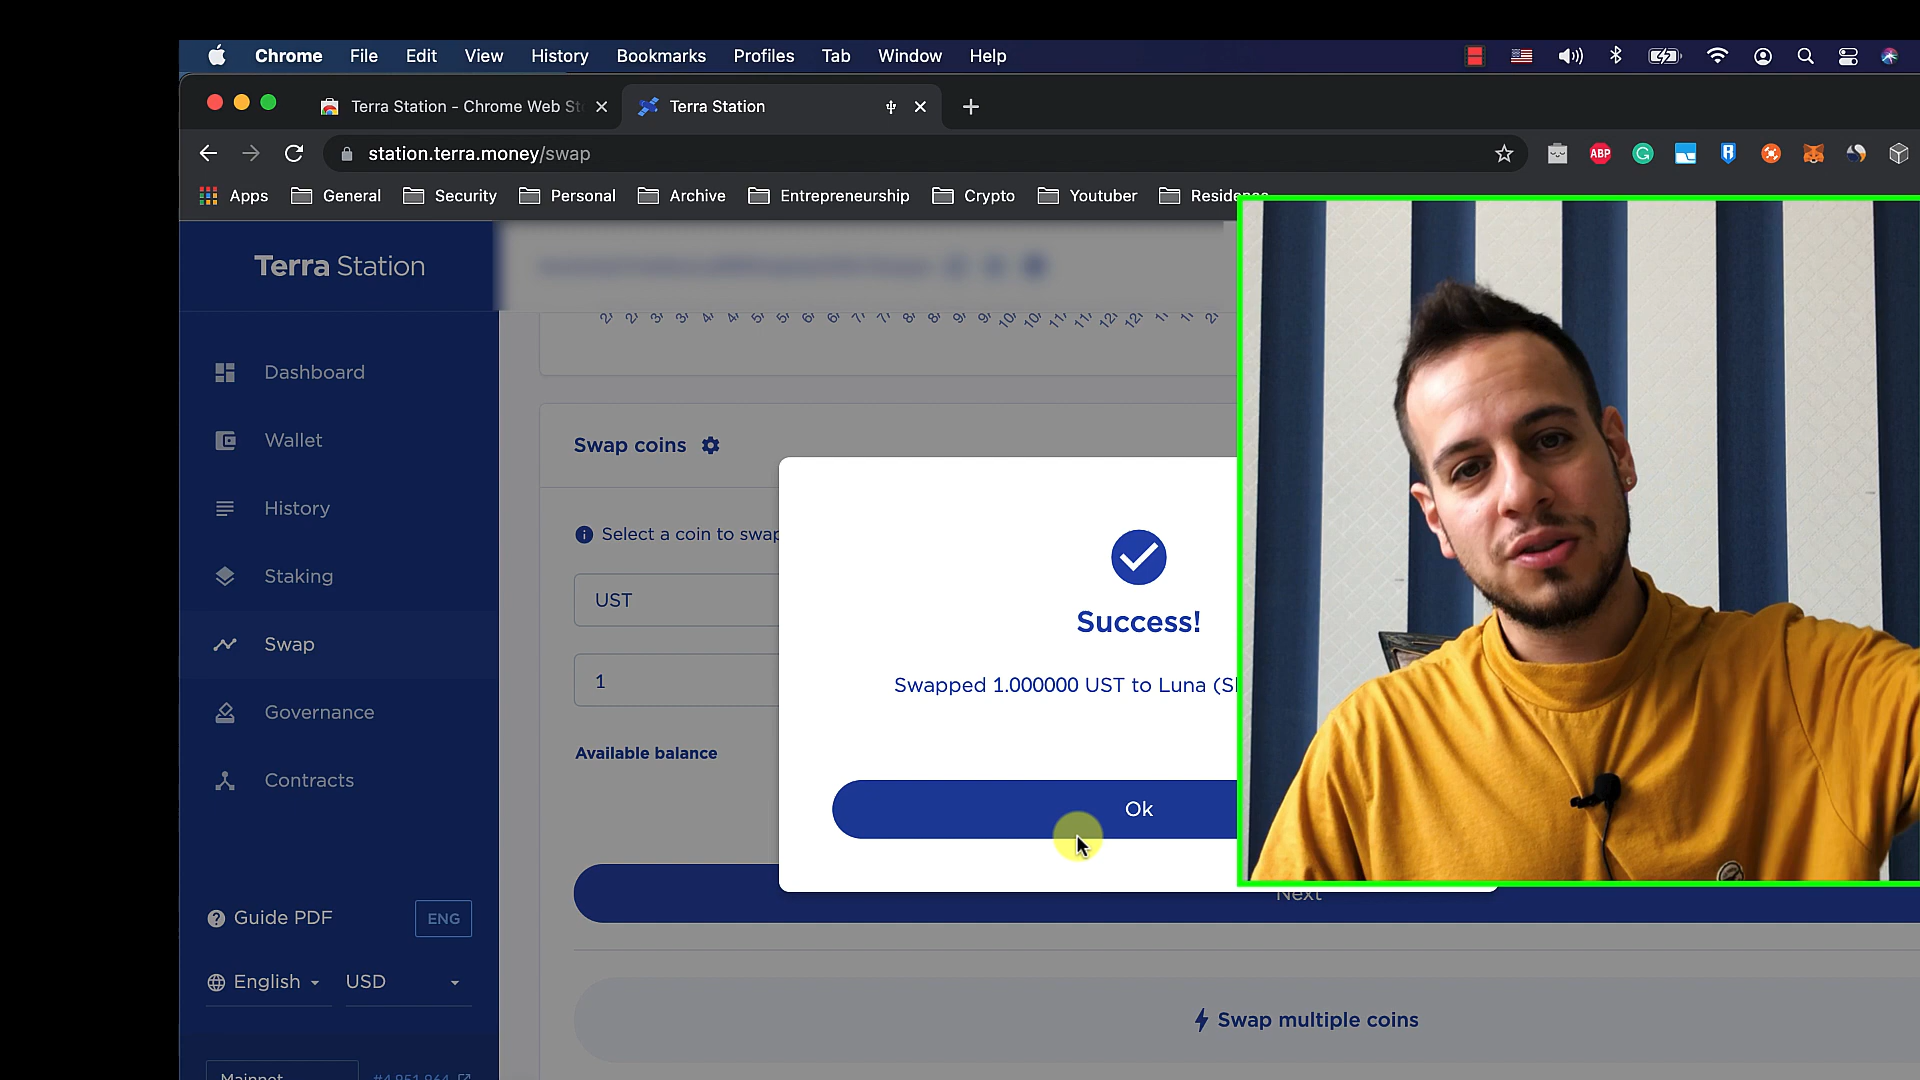 Chrome File Edit View History Bookmarks Profiles Tab Window Help
Terra Station - Chrome Web St
Terra Station
station.terra.money/swap
ABP
Apps General Security Personal Archive Entrepreneurship Crypto Youtuber Residence
Terra Station
Dashboard
Wallet
History
Staking
Swap
Governance
Contracts
Guide PDF ENG
English USD
Mainnet
Swap coins
Select a coin to swap
UST
1
Available balance
Success!
Swapped 1.000000 UST to Luna
Ok
Next
Swap multiple coins